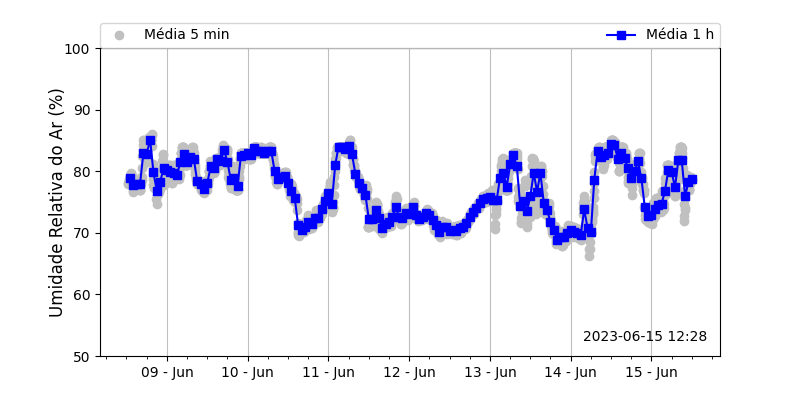 Média 5 min
Média 1 h
Umidade Relativa do Ar (%)
100
90
80
70
60
50
2023-06-15 12:28
09 - Jun
10 - Jun
11 - Jun
12 - Jun
13 - Jun
14 - Jun
15 - Jun